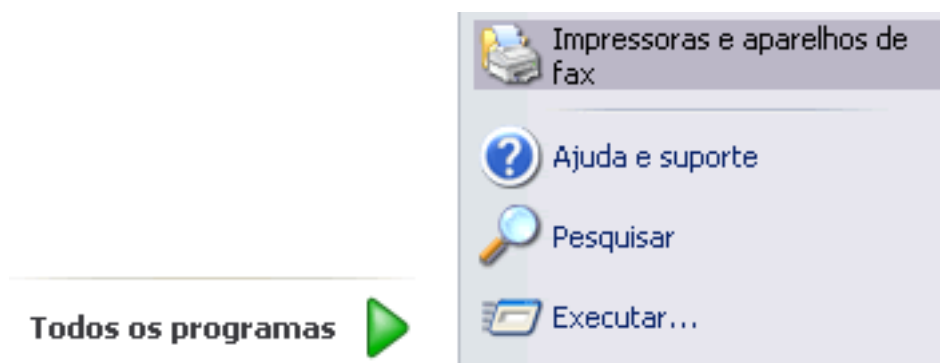 Impressoras e aparelhos de
fax
Ajuda e suporte
Pesquisar
Executar...
Todos os programas